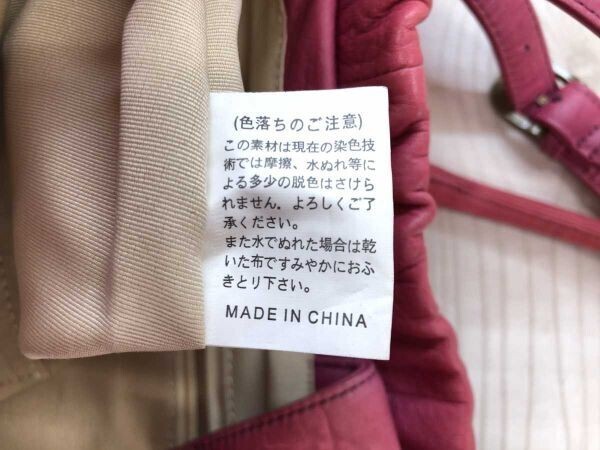 (色落ちのご注意)
この素材は現在の染色技
術では摩擦、水ぬれ等に
よる多少の脱色はさけら
れません。よろしくご了
承ください。
また水でぬれた場合は乾
いた布ですみやかにおふ
きとり下さい。
MADE IN CHINA